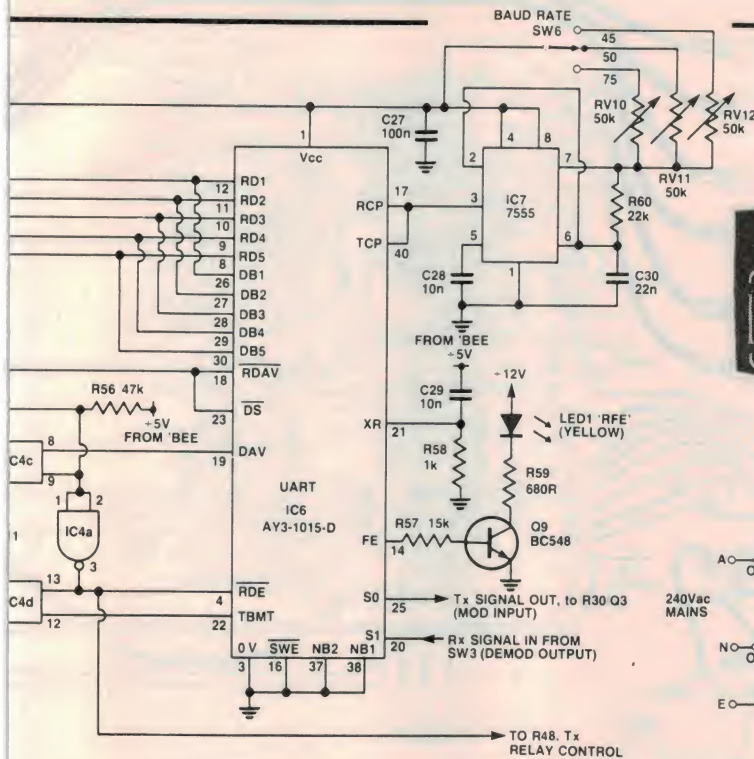 BAUD RATE
SW6
45
50
75
RV10
50k
RV12
50k
RV11
50k
C27
100n
1
Vcc
4
8
2
7
IC7
7555
R60
22k
3
6
5
1
C28
10n
C30
22n
RCP
17
TCP
40
12
RD1
11
RD2
10
RD3
9
RD4
8
RD5
26
DB1
27
DB2
28
DB3
29
DB4
30
DB5
18
RDAV
23
DS
R56 47k
+5V
FROM 'BEE
C4c
8
9
19
DAV
1
2
IC4a
3
1
UART
IC6
AY3-1015-D
FROM 'BEE
+5V
C29
10n
XR
21
R58
1k
+12V
LED1 'RFE'
(YELLOW)
R59
680R
FE
14
R57 15k
Q9
BC548
C4d
13
12
4
RDE
22
TBMT
S0
25
Tx SIGNAL OUT, to R30 Q3
(MOD INPUT)
S1
20
Rx SIGNAL IN FROM
SW3 (DEMOD OUTPUT)
0 V
SWE
NB2
NB1
3
16
37
38
TO R48. Tx
RELAY CONTROL
A
240Vac
MAINS
N
E